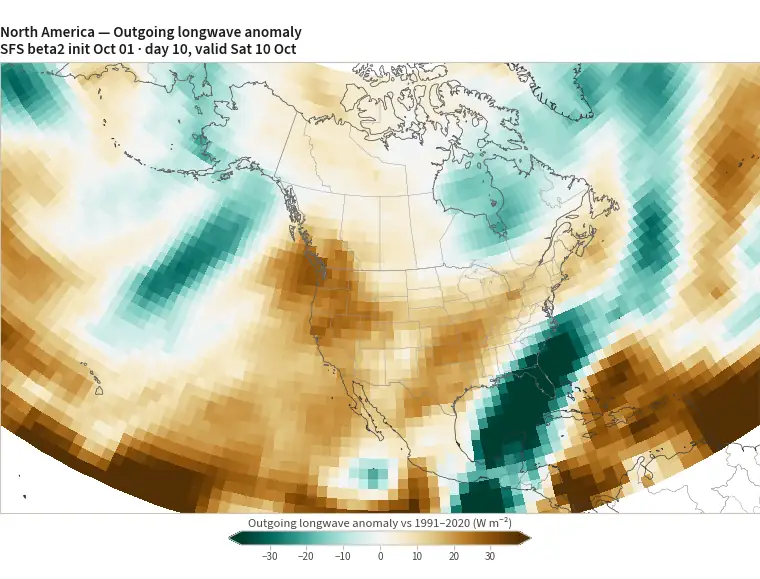 North America — Outgoing longwave anomaly
SFS beta2 init Oct 01 · day 10, valid Sat 10 Oct
Outgoing longwave anomaly vs 1991–2020 (W m⁻²)
−30 −20 −10 0 10 20 30